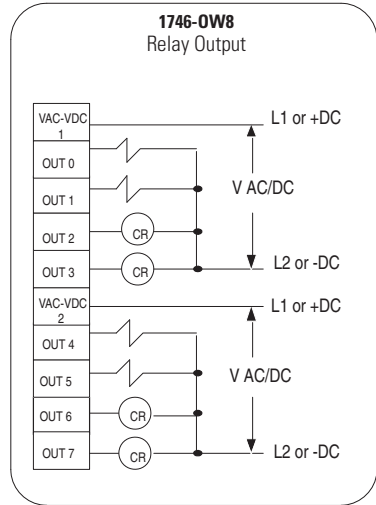 1746-OW8
Relay Output
VAC-VDC
1
L1 or +DC
OUT 0
OUT 1
V AC/DC
OUT 2
CR
OUT 3
CR
L2 or -DC
VAC-VDC
2
L1 or +DC
OUT 4
OUT 5
V AC/DC
OUT 6
CR
OUT 7
CR
L2 or -DC